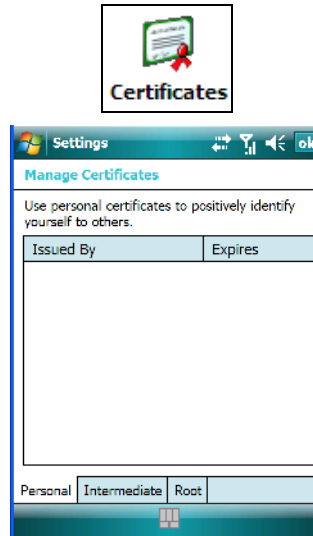 Certificates
Settings ok
Manage Certificates
Use personal certificates to positively identify
yourself to others.
Issued By Expires
Personal Intermediate Root